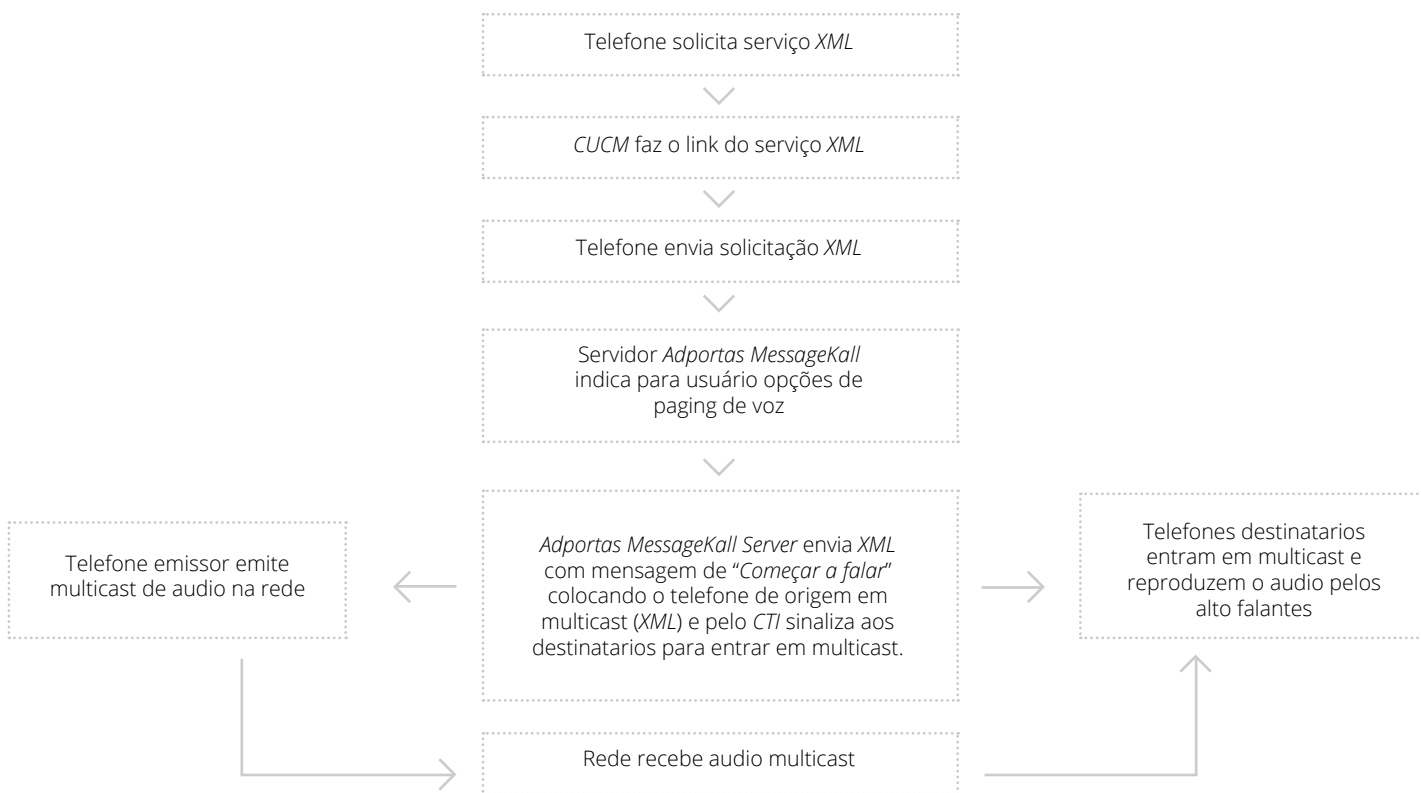 Telefone solicita serviço XML
CUCM faz o link do serviço XML
Telefone envia solicitação XML
Servidor Adportas MessageKall
indica para usuário opções de
paging de voz
Adportas MessageKall Server envia XML
com mensagem de “Começar a falar”
colocando o telefone de origem em
multicast (XML) e pelo CTI sinaliza aos
destinatarios para entrar em multicast.
Telefone emissor emite
multicast de audio na rede
Telefones destinatarios
entram em multicast e
reproduzem o audio pelos
alto falantes
Rede recebe audio multicast